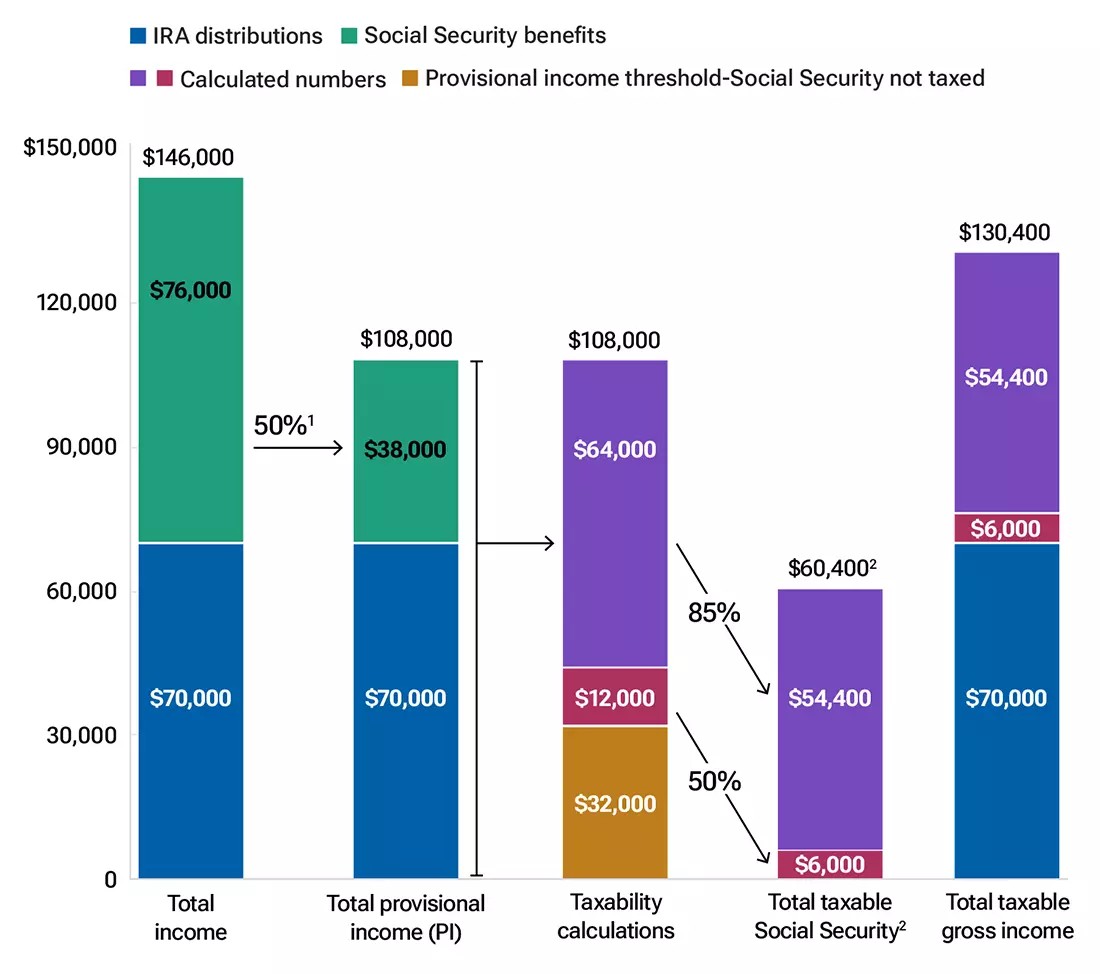 IRA distributions Social Security benefits
Calculated numbers Provisional income threshold-Social Security not taxed
$150,000
120,000
90,000
60,000
30,000
0
$146,000
$76,000
$70,000
50%¹
$108,000
$38,000
$70,000
$108,000
$64,000
$12,000
$32,000
85%
50%
$60,400²
$54,400
$6,000
$130,400
$54,400
$6,000
$70,000
Total
income
Total provisional
income (PI)
Taxability
calculations
Total taxable
Social Security²
Total taxable
gross income